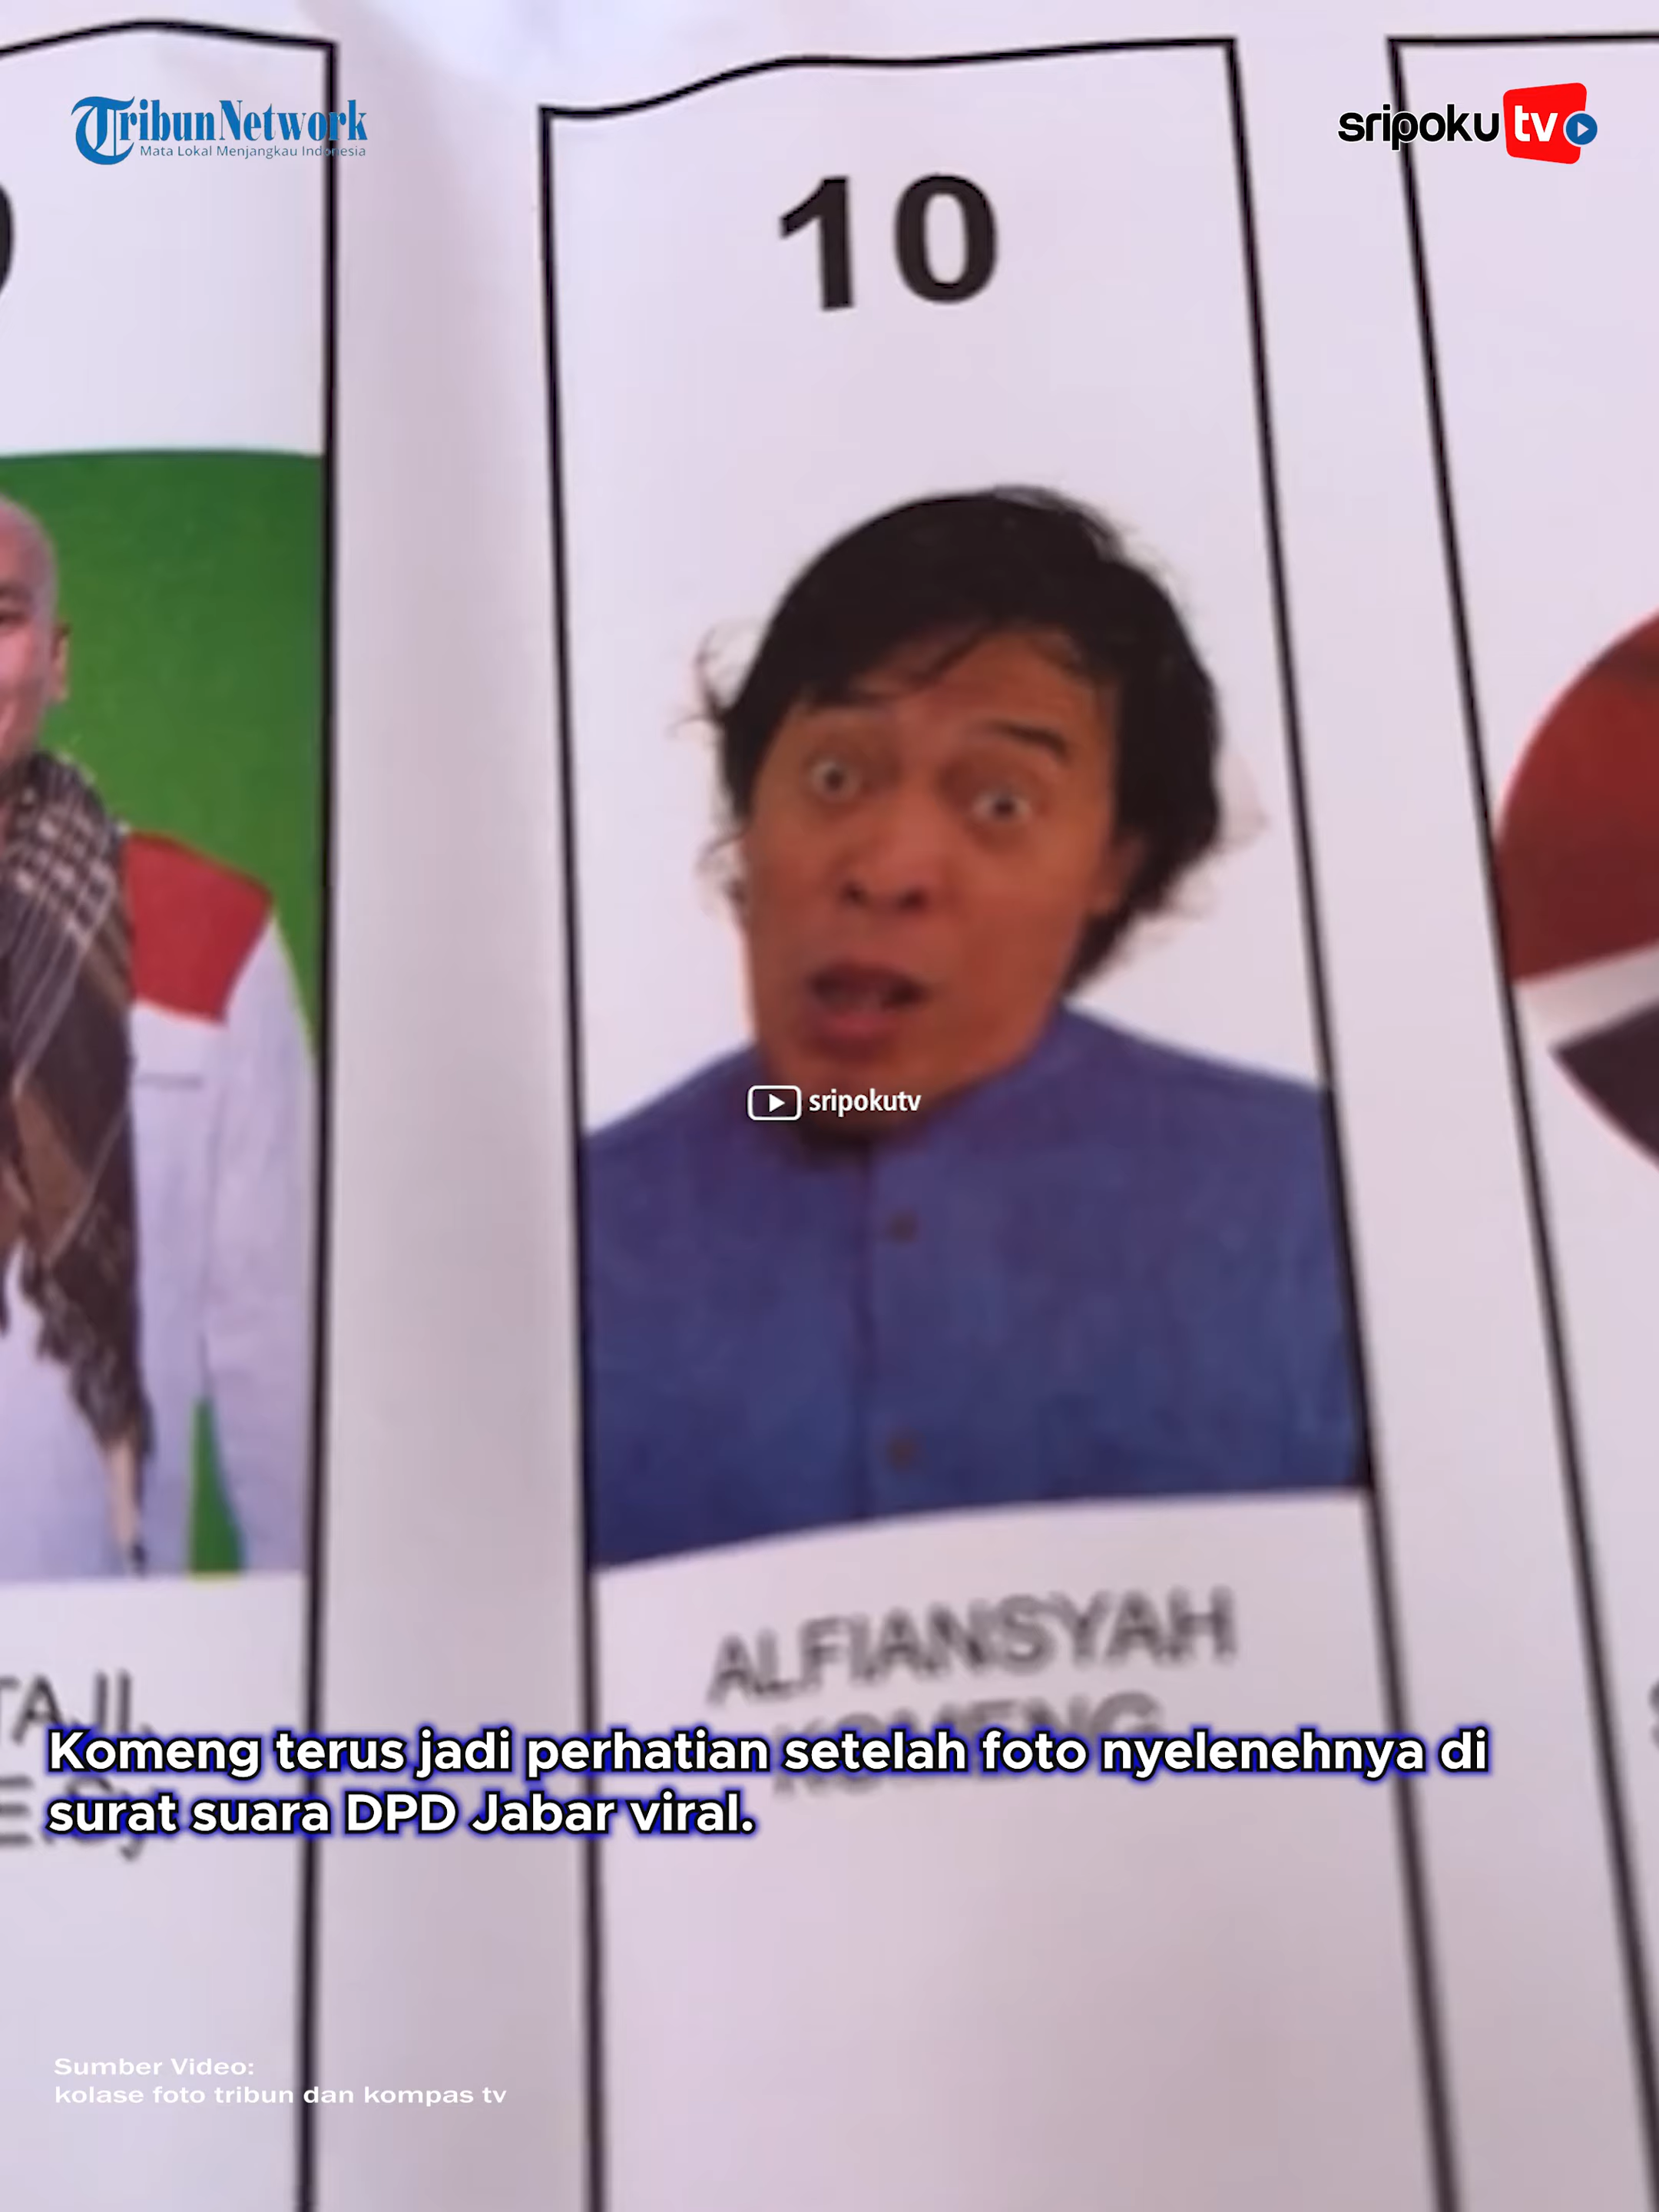 TribunNetwork
Mata Lokal Menjangkau Indonesia
sripoku tv
10
sripokutv
ALFIANSYAH
KOMENG
Komeng terus jadi perhatian setelah foto nyelenehnya di
surat suara DPD Jabar viral.
Sumber Video:
kolase foto tribun dan kompas tv